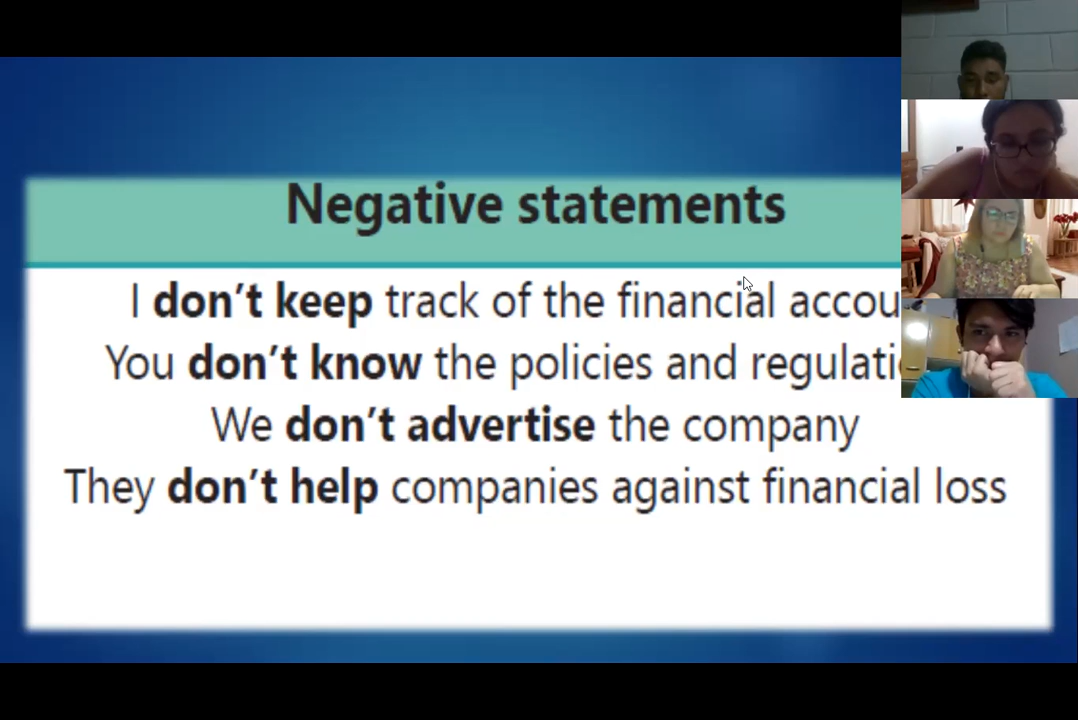 Negative statements
I don't keep track of the financial
You don't know the policies and
We don't advertise the company
They don't help companies against financial loss